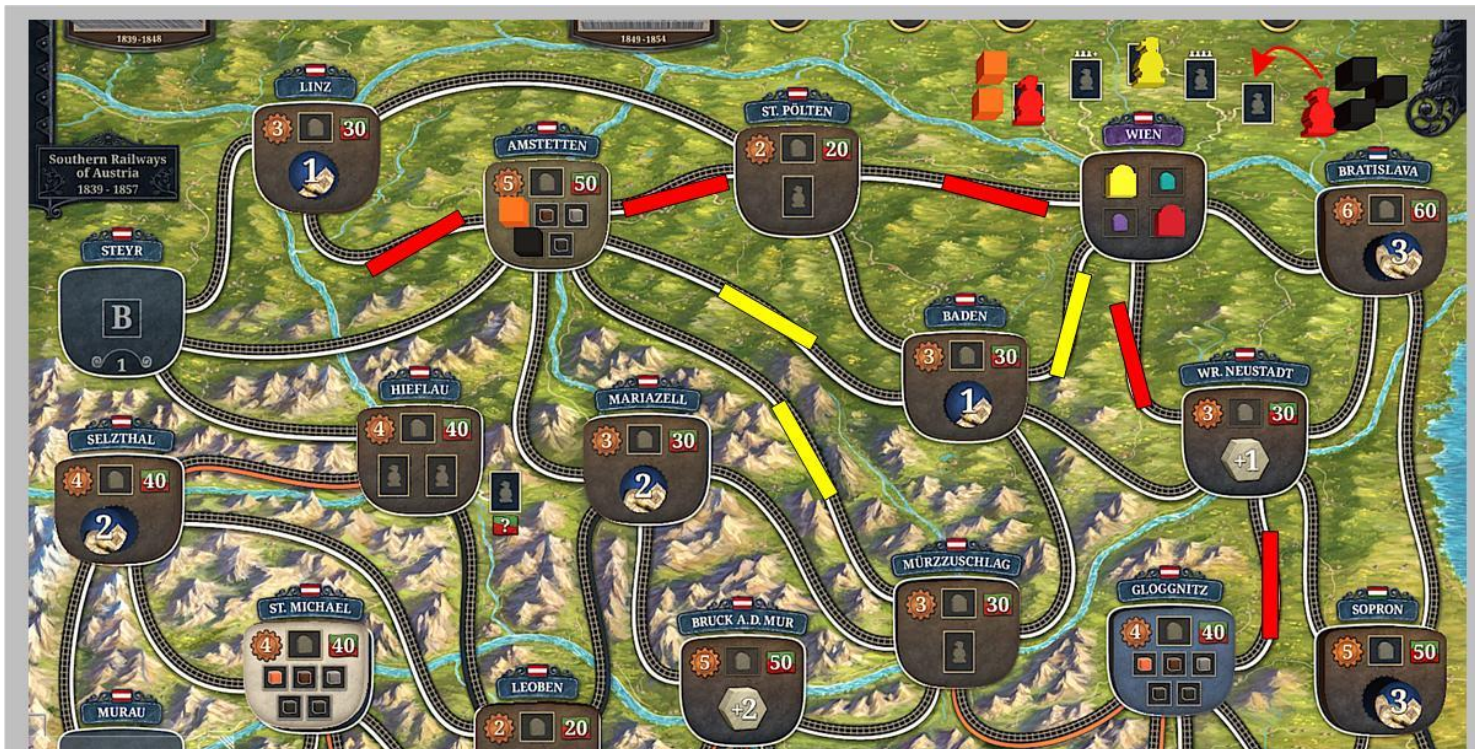 1839-1848
1849-1854
LINZ
3 30
1
ST. PÖLTEN
2 20
AMSTETTEN
5 50
WIEN
BRATISLAVA
6 60
3
Southern Railways
of Austria
1839 - 1857
STEYR
B
1
BADEN
3 30
1
WR. NEUSTADT
3 30
+1
HIEFLAU
4 40
MARIAZELL
3 30
2
SELZTHAL
4 40
2
?
MÜRZZUSCHLAG
3 30
GLOGGNITZ
4 40
SOPRON
5 50
3
ST. MICHAEL
4 40
BRUCK A.D. MUR
5 50
+2
LEOBEN
2 20
MURAU